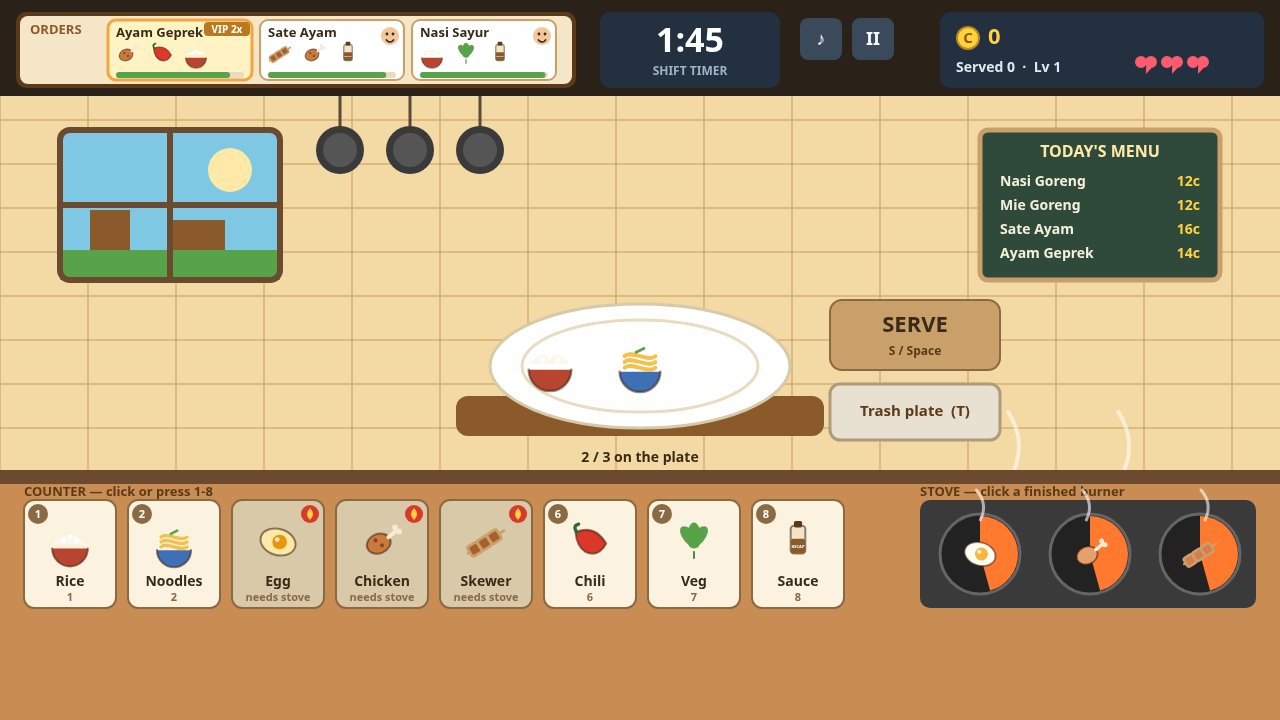 ORDERS
Ayam Geprek VIP 2x
Sate Ayam
Nasi Sayur
1:45
SHIFT TIMER
♪
II
C 0
Served 0 · Lv 1
TODAY'S MENU
Nasi Goreng 12c
Mie Goreng 12c
Sate Ayam 16c
Ayam Geprek 14c
SERVE
S / Space
Trash plate (T)
2 / 3 on the plate
COUNTER — click or press 1-8
STOVE — click a finished burner
1
Rice
1
2
Noodles
2
Egg
needs stove
Chicken
needs stove
Skewer
needs stove
6
Chili
6
7
Veg
7
8
KECAP
Sauce
8